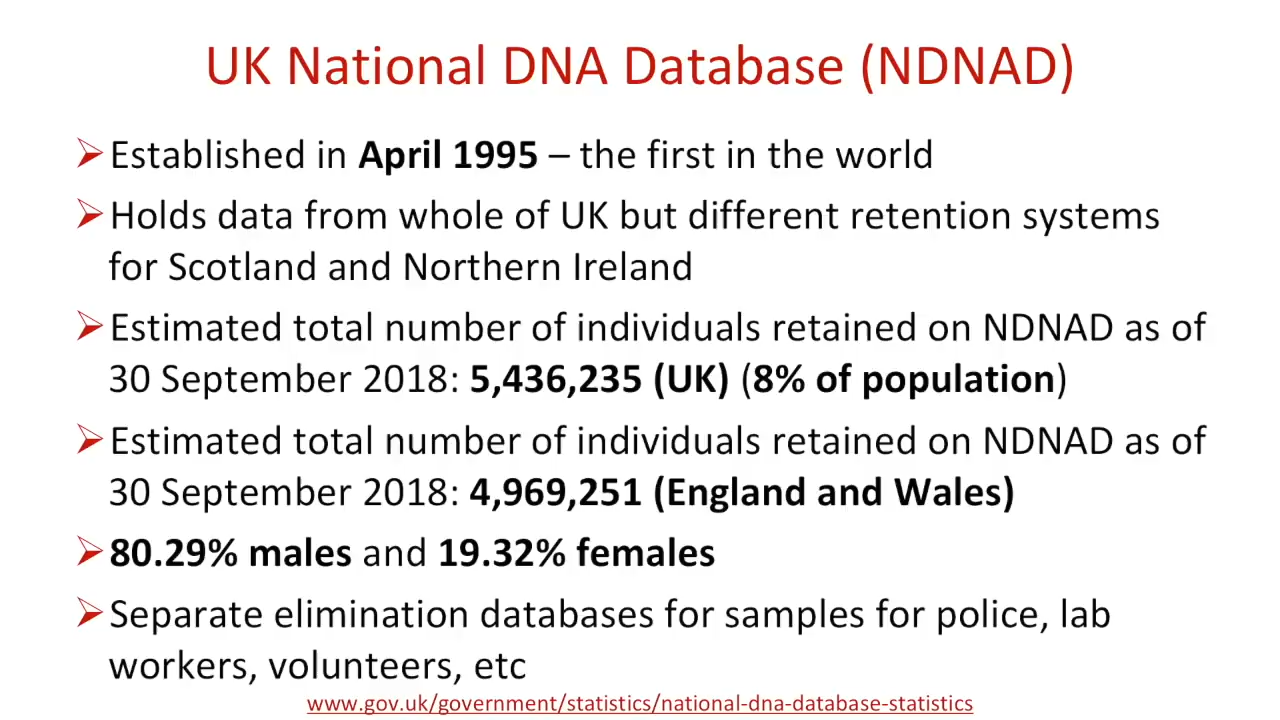 UK National DNA Database (NDNAD)
➢Established in April 1995 – the first in the world
➢Holds data from whole of UK but different retention systems
for Scotland and Northern Ireland
➢Estimated total number of individuals retained on NDNAD as of
30 September 2018: 5,436,235 (UK) (8% of population)
➢Estimated total number of individuals retained on NDNAD as of
30 September 2018: 4,969,251 (England and Wales)
➢80.29% males and 19.32% females
➢Separate elimination databases for samples for police, lab
workers, volunteers, etc
www.gov.uk/government/statistics/national-dna-database-statistics